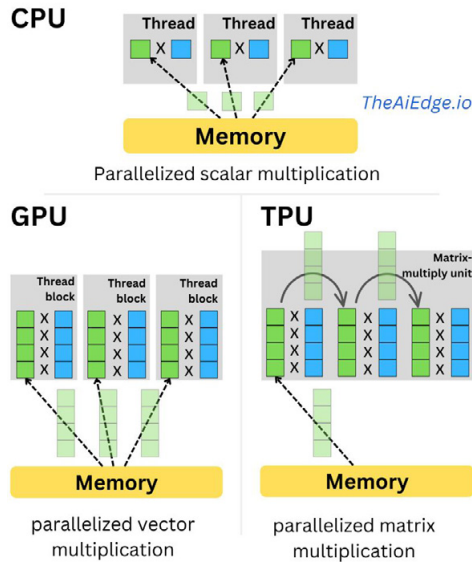 CPU
Thread
Thread
Thread
X
X
X
TheAiEdge.io
Memory
Parallelized scalar multiplication
GPU
Thread
block
Thread
block
Thread
block
X X X
X X X
X X X
X X X
Memory
parallelized vector
multiplication
TPU
Matrix-
multiply unit
X X X
X X X
X X X
X X X
Memory
parallelized matrix
multiplication